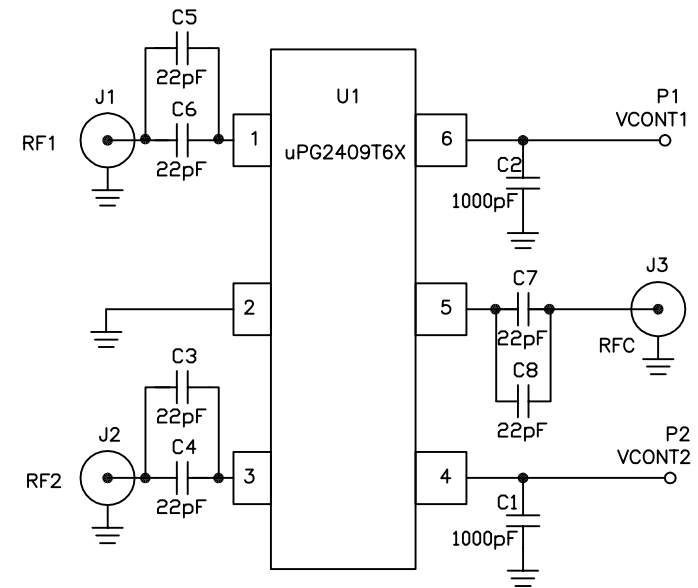 C5
22pF
J1
C6
RF1
22pF
1
U1
uPG2409T6X
6
P1
VCONT1
C2
1000pF
2
5
C7
22pF
J3
RFC
C8
22pF
C3
22pF
J2
C4
RF2
22pF
3
4
P2
VCONT2
C1
1000pF